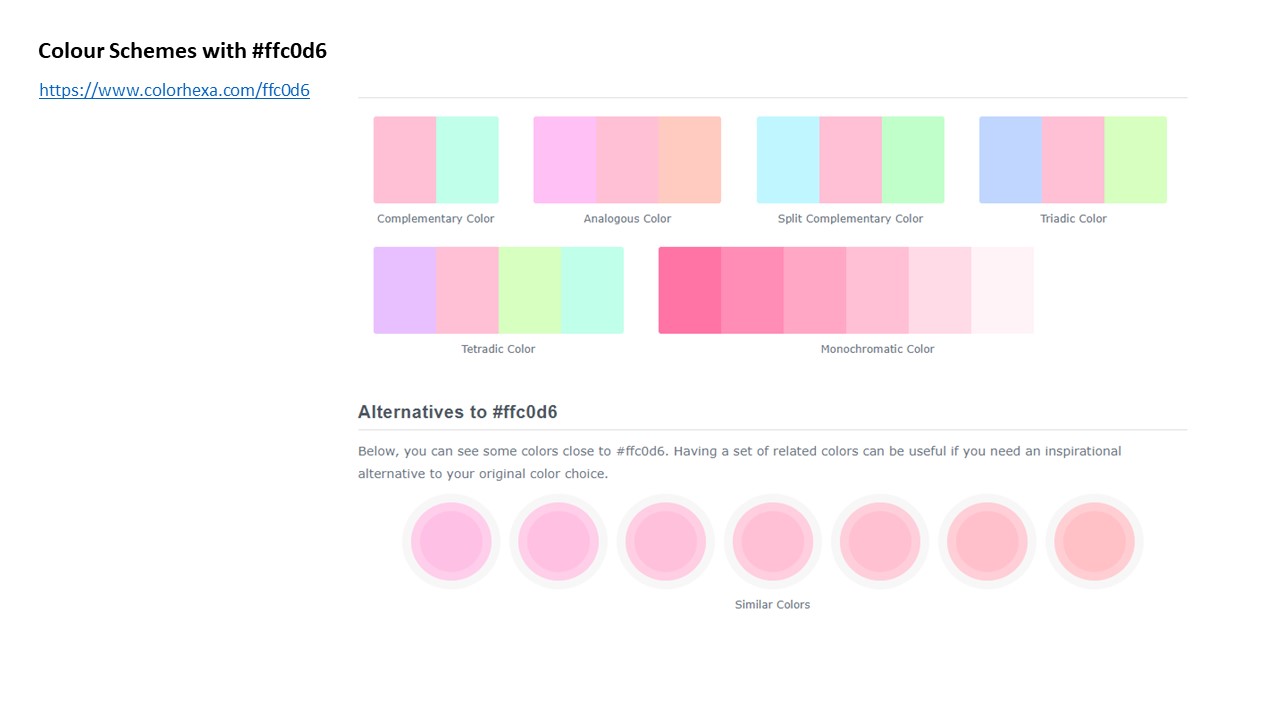 Colour Schemes with #ffc0d6
https://www.colorhexa.com/ffc0d6
Complementary Color
Analogous Color
Split Complementary Color
Triadic Color
Tetradic Color
Monochromatic Color
Alternatives to #ffc0d6
Below, you can see some colors close to #ffc0d6. Having a set of related colors can be useful if you need an inspirational
alternative to your original color choice.
Similar Colors